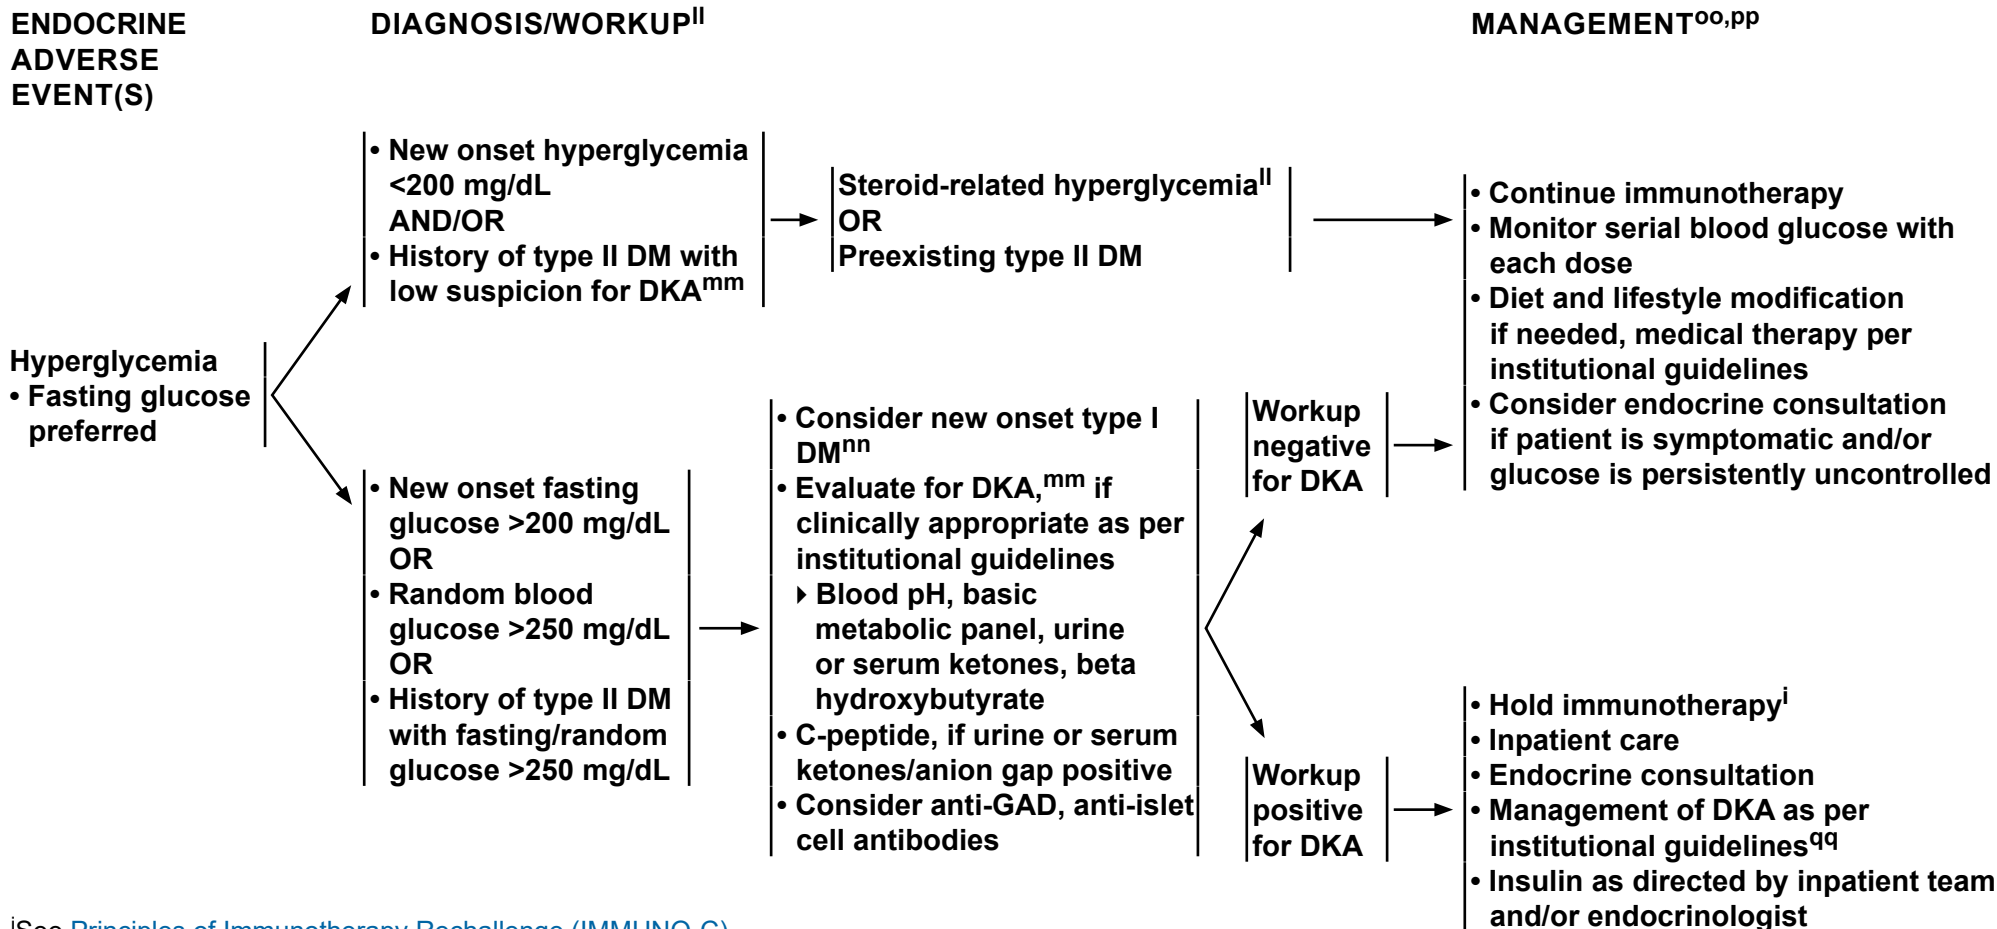 ENDOCRINE
ADVERSE
EVENT(S)
DIAGNOSIS/WORKUPll
MANAGEMENToo,pp
Hyperglycemia
• Fasting glucose
preferred
• New onset hyperglycemia
<200 mg/dL
AND/OR
• History of type II DM with
low suspicion for DKAmm
Steroid-related hyperglycemiall
OR
Preexisting type II DM
• New onset fasting
glucose >200 mg/dL
OR
• Random blood
glucose >250 mg/dL
OR
• History of type II DM
with fasting/random
glucose >250 mg/dL
• Consider new onset type I
DMnn
• Evaluate for DKA,mm if
clinically appropriate as per
institutional guidelines
▸ Blood pH, basic
metabolic panel, urine
or serum ketones, beta
hydroxybutyrate
• C-peptide, if urine or serum
ketones/anion gap positive
• Consider anti-GAD, anti-islet
cell antibodies
Workup
negative
for DKA
• Continue immunotherapy
• Monitor serial blood glucose with
each dose
• Diet and lifestyle modification
if needed, medical therapy per
institutional guidelines
• Consider endocrine consultation
if patient is symptomatic and/or
glucose is persistently uncontrolled
Workup
positive
for DKA
• Hold immunotherapyi
• Inpatient care
• Endocrine consultation
• Management of DKA as per
institutional guidelinesqq
• Insulin as directed by inpatient team
and/or endocrinologist
iSee Principles of Immunotherapy Rechallenge (IMMUNO-C)